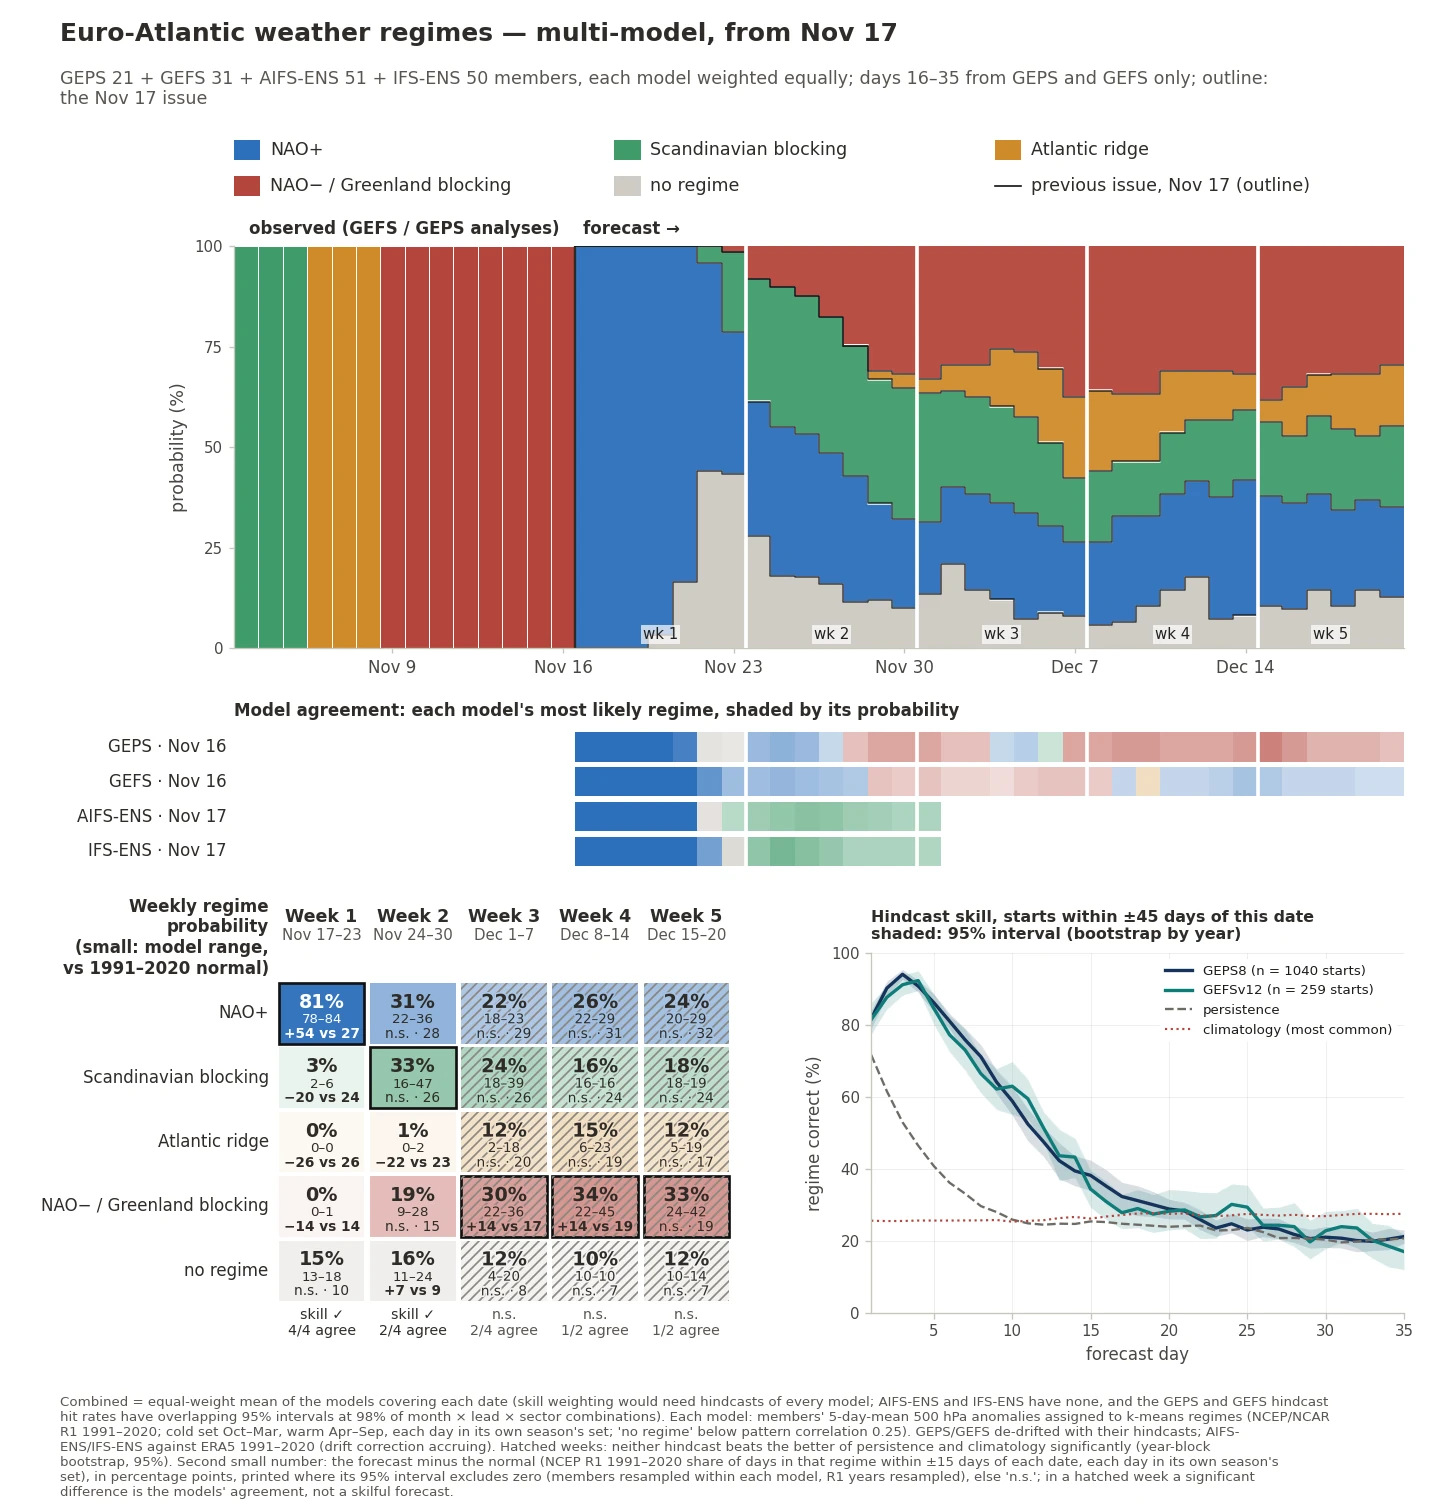 Euro-Atlantic weather regimes — multi-model, from Nov 17
GEPS 21 + GEFS 31 + AIFS-ENS 51 + IFS-ENS 50 members, each model weighted equally; days 16–35 from GEPS and GEFS only; outline:
the Nov 17 issue
NAO+
Scandinavian blocking
Atlantic ridge
NAO− / Greenland blocking
no regime
previous issue, Nov 17 (outline)
observed (GEFS / GEPS analyses)
forecast →
probability (%)
100
75
50
25
0
wk 1
wk 2
wk 3
wk 4
wk 5
Nov 9
Nov 16
Nov 23
Nov 30
Dec 7
Dec 14
Model agreement: each model's most likely regime, shaded by its probability
GEPS · Nov 16
GEFS · Nov 16
AIFS-ENS · Nov 17
IFS-ENS · Nov 17
Weekly regime
probability
(small: model range,
vs 1991–2020 normal)
Week 1 Week 2 Week 3 Week 4 Week 5
Nov 17–23 Nov 24–30 Dec 1–7 Dec 8–14 Dec 15–20
NAO+
81% 31% 22% 26% 24%
78–84 22–36 18–23 22–29 20–29
+54 vs 27 n.s. · 28 n.s. · 29 n.s. · 31 n.s. · 32
Scandinavian blocking
3% 33% 24% 16% 18%
2–6 16–47 18–39 16–16 18–19
−20 vs 24 n.s. · 26 n.s. · 26 n.s. · 24 n.s. · 24
Atlantic ridge
0% 1% 12% 15% 12%
0–0 0–2 2–18 6–23 5–19
−26 vs 26 −22 vs 23 n.s. · 20 n.s. · 19 n.s. · 17
NAO− / Greenland blocking
0% 19% 30% 34% 33%
0–1 9–28 22–36 22–45 24–42
−14 vs 14 n.s. · 15 +14 vs 17 +14 vs 19 n.s. · 19
no regime
15% 16% 12% 10% 12%
13–18 11–24 4–20 10–10 10–14
n.s. · 10 +7 vs 9 n.s. · 8 n.s. · 7 n.s. · 7
skill ✓ skill ✓ n.s. n.s. n.s.
4/4 agree 2/4 agree 2/4 agree 1/2 agree 1/2 agree
Hindcast skill, starts within ±45 days of this date
shaded: 95% interval (bootstrap by year)
GEPS8 (n = 1040 starts)
GEFSv12 (n = 259 starts)
persistence
climatology (most common)
regime correct (%)
100
80
60
40
20
0
5 10 15 20 25 30 35
forecast day
Combined = equal-weight mean of the models covering each date (skill weighting would need hindcasts of every model; AIFS-ENS and IFS-ENS have none, and the GEPS and GEFS hindcast
hit rates have overlapping 95% intervals at 98% of month × lead × sector combinations). Each model: members' 5-day-mean 500 hPa anomalies assigned to k-means regimes (NCEP/NCAR
R1 1991–2020; cold set Oct–Mar, warm Apr–Sep, each day in its own season's set; 'no regime' below pattern correlation 0.25). GEPS/GEFS de-drifted with their hindcasts; AIFS-
ENS/IFS-ENS against ERA5 1991–2020 (drift correction accruing). Hatched weeks: neither hindcast beats the better of persistence and climatology significantly (year-block
bootstrap, 95%). Second small number: the forecast minus the normal (NCEP R1 1991–2020 share of days in that regime within ±15 days of each date, each day in its own season's
set), in percentage points, printed where its 95% interval excludes zero (members resampled within each model, R1 years resampled), else 'n.s.'; in a hatched week a significant
difference is the models' agreement, not a skilful forecast.